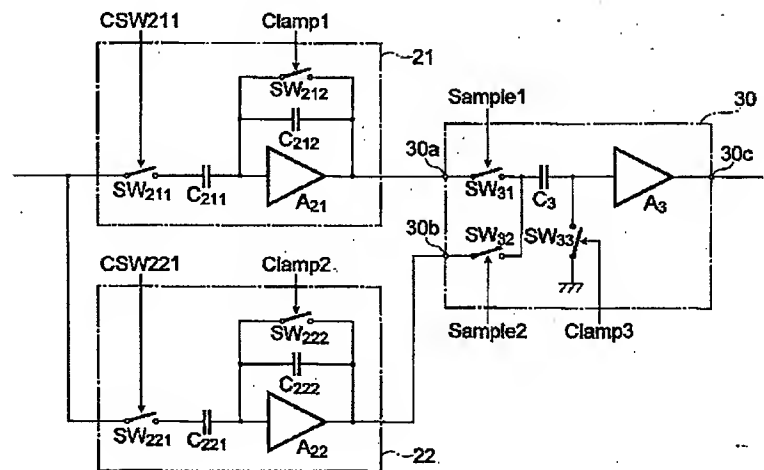 CSW211
Clamp1
21
SW212
C212
Sample1
30
30a
30c
SW211
C211
A21
SW31
C3
A3
30b
SW32
SW33
CSW221
Clamp2
Sample2
Clamp3
SW222
C222
SW221
C221
A22
22